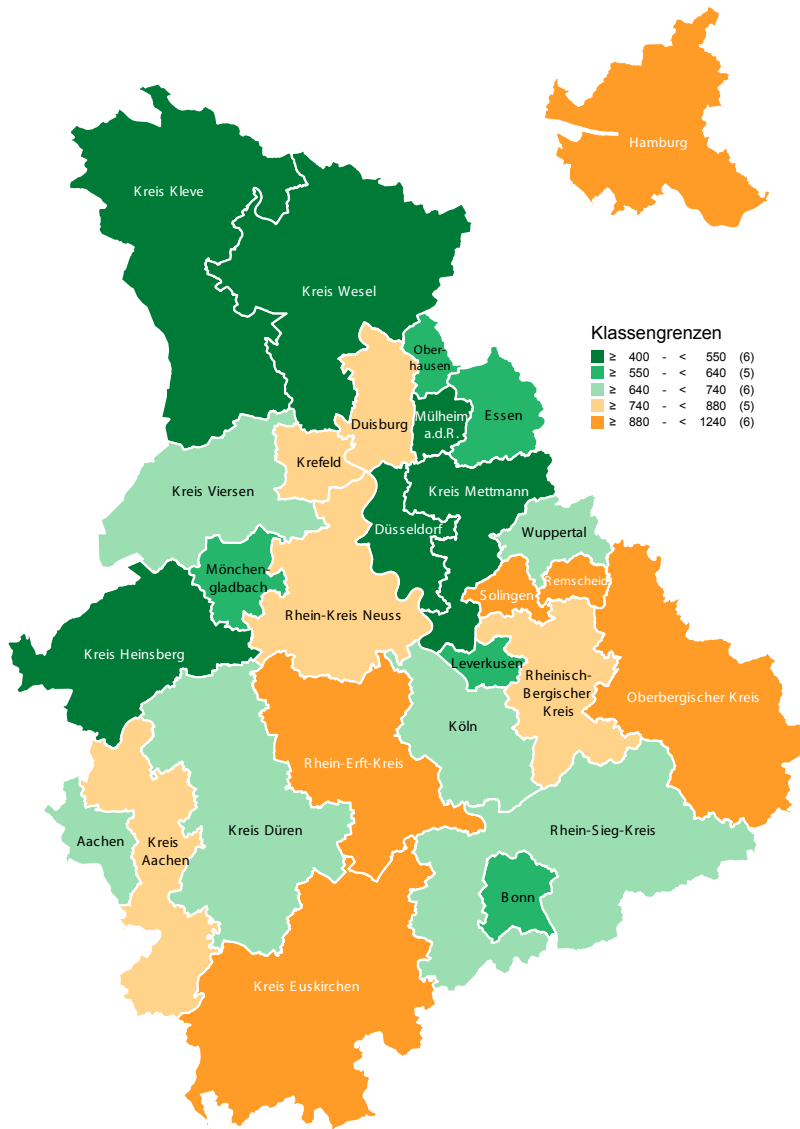 Hamburg
Kreis Kleve
Kreis Wesel
Klassengrenzen
≥ 400 - < 550 (6)
≥ 550 - < 640 (5)
≥ 640 - < 740 (6)
≥ 740 - < 880 (5)
≥ 880 - < 1240 (6)
Ober-
hausen
Duisburg
Mülheim
a.d.R.
Essen
Krefeld
Kreis Viersen
Kreis Mettmann
Düsseldorf
Wuppertal
Mönchen-
gladbach
Solingen
Remscheid
Rhein-Kreis Neuss
Kreis Heinsberg
Leverkusen
Rheinisch-
Bergischer
Kreis
Oberbergischer Kreis
Köln
Rhein-Erft-Kreis
Aachen
Kreis
Aachen
Kreis Düren
Rhein-Sieg-Kreis
Bonn
Kreis Euskirchen